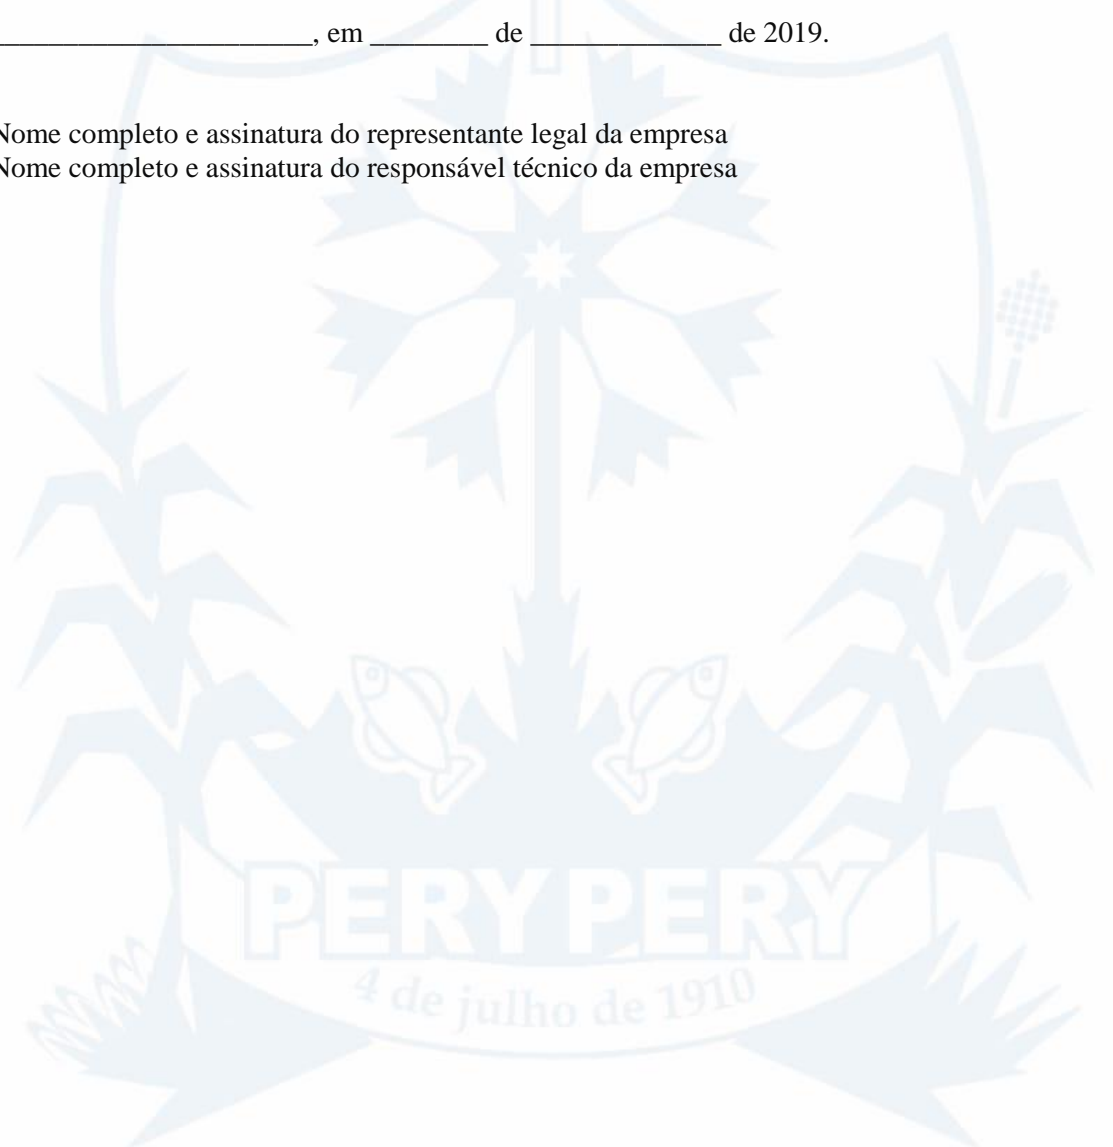 ______________________, em ________ de _____________ de 2019.
Nome completo e assinatura do representante legal da empresa
Nome completo e assinatura do responsável técnico da empresa
PERY PERY
4 de julho de 1910